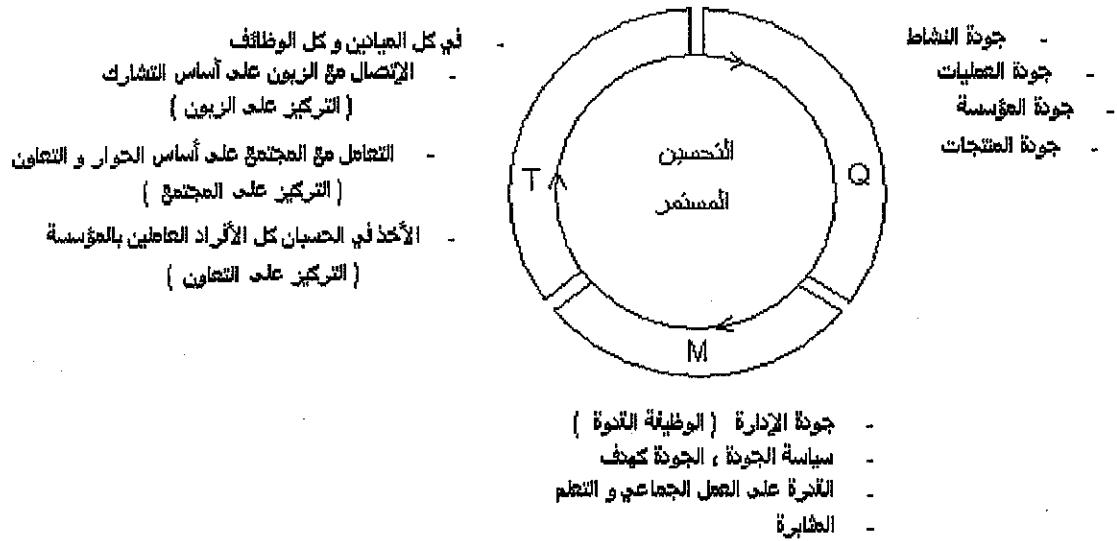 - جودة النشاط
- جودة العمليات
- جودة المؤسسة
- جودة المنتجات
- في كل الميادين و كل الوظائف
- الإتصال مع الزبون على أساس التشارك
( التركيز على الزبون )
- التعامل مع المجتمع على أساس الحوار و التعاون
( التركيز على المجتمع )
- الأخذ في الحسبان كل الأفراد العاملين بالمؤسسة
( التركيز على التعاون )
التحسين
المستمر
Q
T
M
- جودة الإدارة ( الوظيفة القدوة )
- سياسة الجودة ، الجودة كهدف
- القدرة على العمل الجماعي و التعلم
- المثابرة